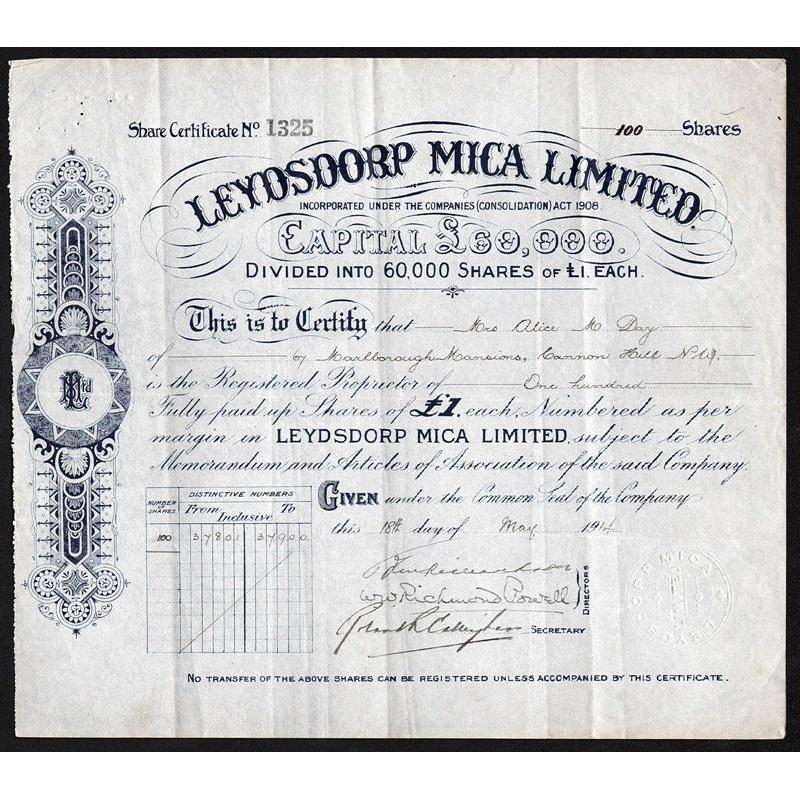 Share Certificate No 1325
100 Shares
LEYDSDORP MICA LIMITED.
INCORPORATED UNDER THE COMPANIES (CONSOLIDATION) ACT 1908
CAPITAL £60,000.
DIVIDED INTO 60,000 SHARES OF £1. EACH.
This is to Certify that Mrs Alice M Day
of Marlborough Mansions, Cannon Hill N.W.
is the Registered Proprietor of One hundred
Fully paid up Shares of £1. each, Numbered as per
margin in LEYDSDORP MICA LIMITED, subject to the
Memorandum and Articles of Association of the said Company.
GIVEN under the Common Seal of the Company
this 18th day of May 1914
NUMBER OF SHARES
DISTINCTIVE NUMBERS
From Inclusive To
100 37801 37900
Richmond Powell
DIRECTORS
SECRETARY
Ltd
NO TRANSFER OF THE ABOVE SHARES CAN BE REGISTERED UNLESS ACCOMPANIED BY THIS CERTIFICATE.